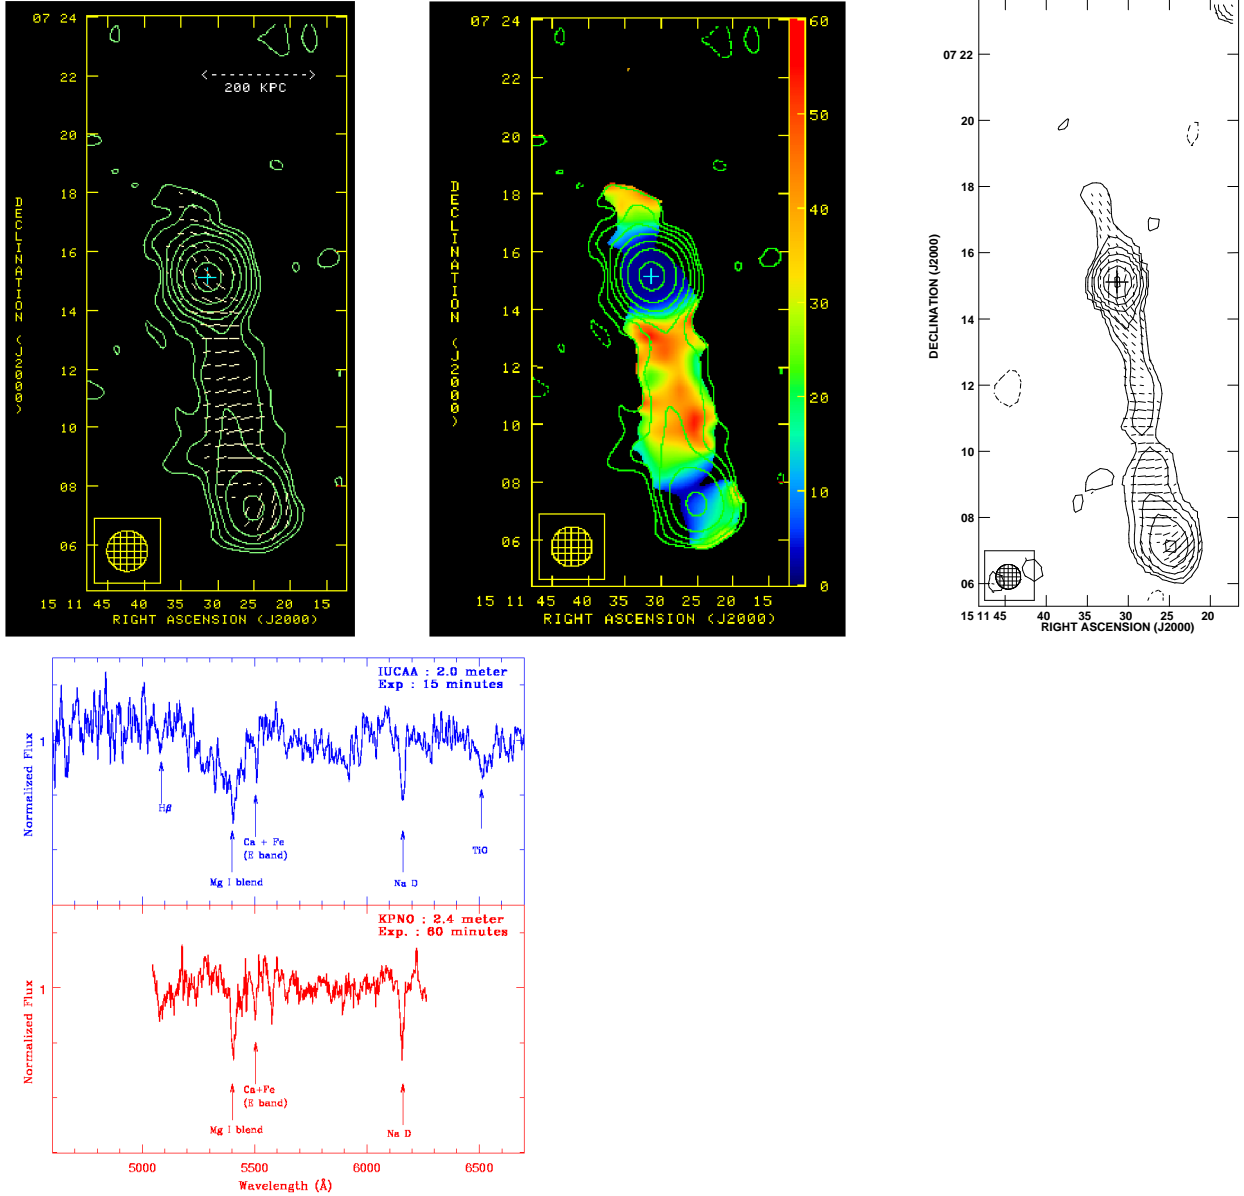 07 24
22
20
18
16
14
12
10
08
06
DECLINATION (J2000)
200 KPC
15 11 45 40 35 30 25 20 15
RIGHT ASCENSION (J2000)
07 24
22
20
18
16
14
12
10
08
06
DECLINATION (J2000)
15 11 45 40 35 30 25 20 15
RIGHT ASCENSION (J2000)
60
50
40
30
20
10
0
07 22
20
18
16
14
12
10
08
06
DECLINATION (J2000)
15 11 45 40 35 30 25 20
RIGHT ASCENSION (J2000)
IUCAA : 2.0 meter
Exp : 15 minutes
Normalized Flux
1
Hβ
Ca + Fe
(E band)
TiO
Mg I blend
Na D
KPNO : 2.4 meter
Exp. : 60 minutes
Normalized Flux
1
Ca+Fe
(E band)
Mg I blend
Na D
5000 5500 6000 6500
Wavelength (Å)